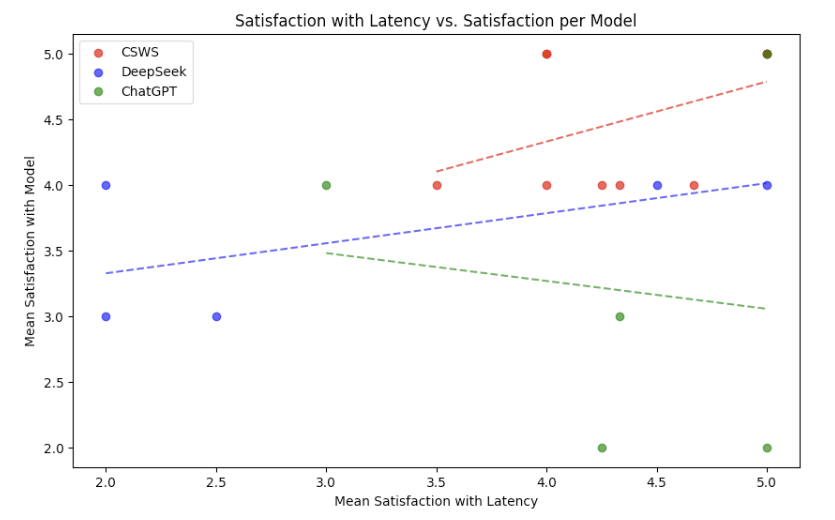 Satisfaction with Latency vs. Satisfaction per Model
CSWS
DeepSeek
ChatGPT
5.0
4.5
4.0
3.5
3.0
2.5
2.0
Mean Satisfaction with Model
2.0 2.5 3.0 3.5 4.0 4.5 5.0
Mean Satisfaction with Latency